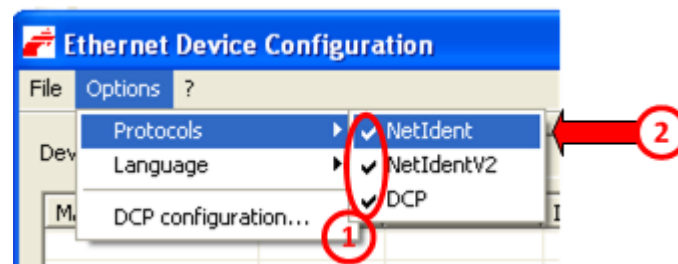 Ethernet Device Configuration
File Options ?
Protocols NetIdent 2
Language NetIdentV2
DCP
DCP configuration...
1